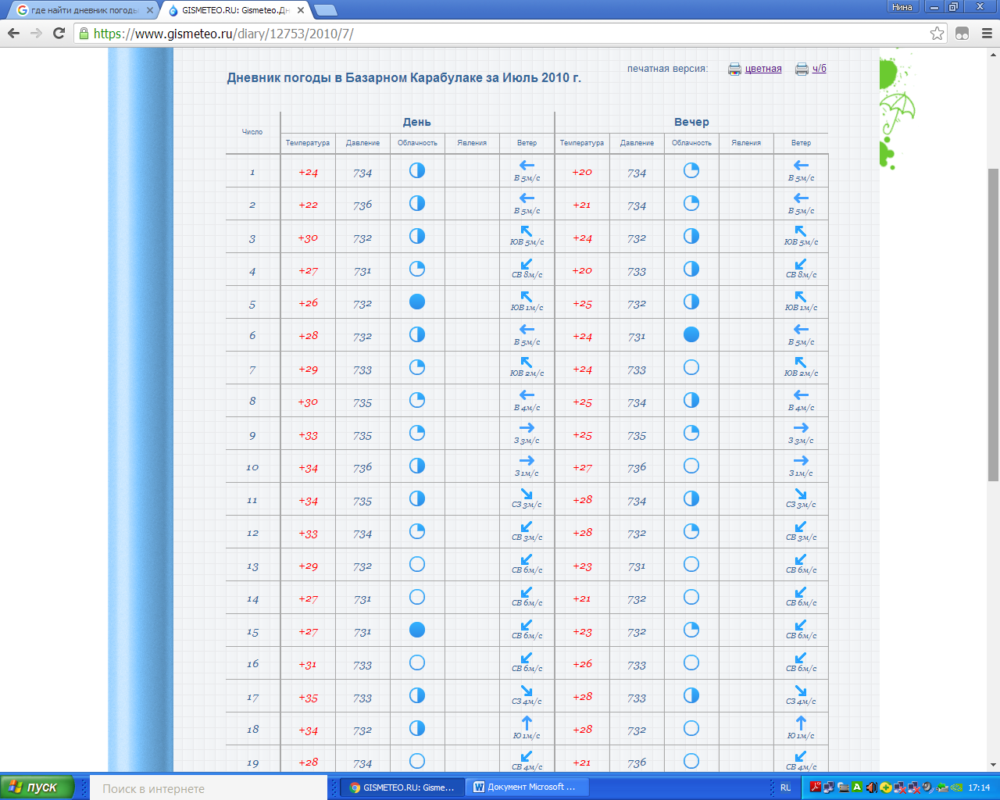 где найти дневник погоды
GISMETEO.RU: Gismeteo.Дн
Нина
https://www.gismeteo.ru/diary/12753/2010/7/
Дневник погоды в Базарном Карабулаке за Июль 2010 г.
печатная версия: цветная ч/б
Число День Вечер
Температура Давление Облачность Явления Ветер Температура Давление Облачность Явления Ветер
1 +24 734 В 5м/с +20 734 В 5м/с
2 +22 736 В 5м/с +21 734 В 5м/с
3 +30 732 ЮВ 5м/с +24 732 ЮВ 5м/с
4 +27 731 СВ 8м/с +20 733 СВ 8м/с
5 +26 732 ЮВ 1м/с +25 732 ЮВ 1м/с
6 +28 732 В 5м/с +24 731 В 5м/с
7 +29 733 ЮВ 2м/с +24 733 ЮВ 2м/с
8 +30 735 В 4м/с +25 734 В 4м/с
9 +33 735 З 3м/с +25 735 З 3м/с
10 +34 736 З 1м/с +27 736 З 1м/с
11 +34 735 СЗ 3м/с +28 734 СЗ 3м/с
12 +33 734 СВ 3м/с +28 732 СВ 3м/с
13 +29 732 СВ 6м/с +23 731 СВ 6м/с
14 +27 731 СВ 6м/с +21 732 СВ 6м/с
15 +27 731 СВ 6м/с +23 732 СВ 6м/с
16 +31 733 СВ 6м/с +26 733 СВ 6м/с
17 +35 733 СЗ 4м/с +28 733 СЗ 4м/с
18 +34 732 Ю 1м/с +28 732 Ю 1м/с
19 +28 734 СВ 4м/с +21 736 СВ 4м/с
пуск
Поиск в интернете
GISMETEO.RU: Gisme...
Документ Microsoft ...
RU
17:14